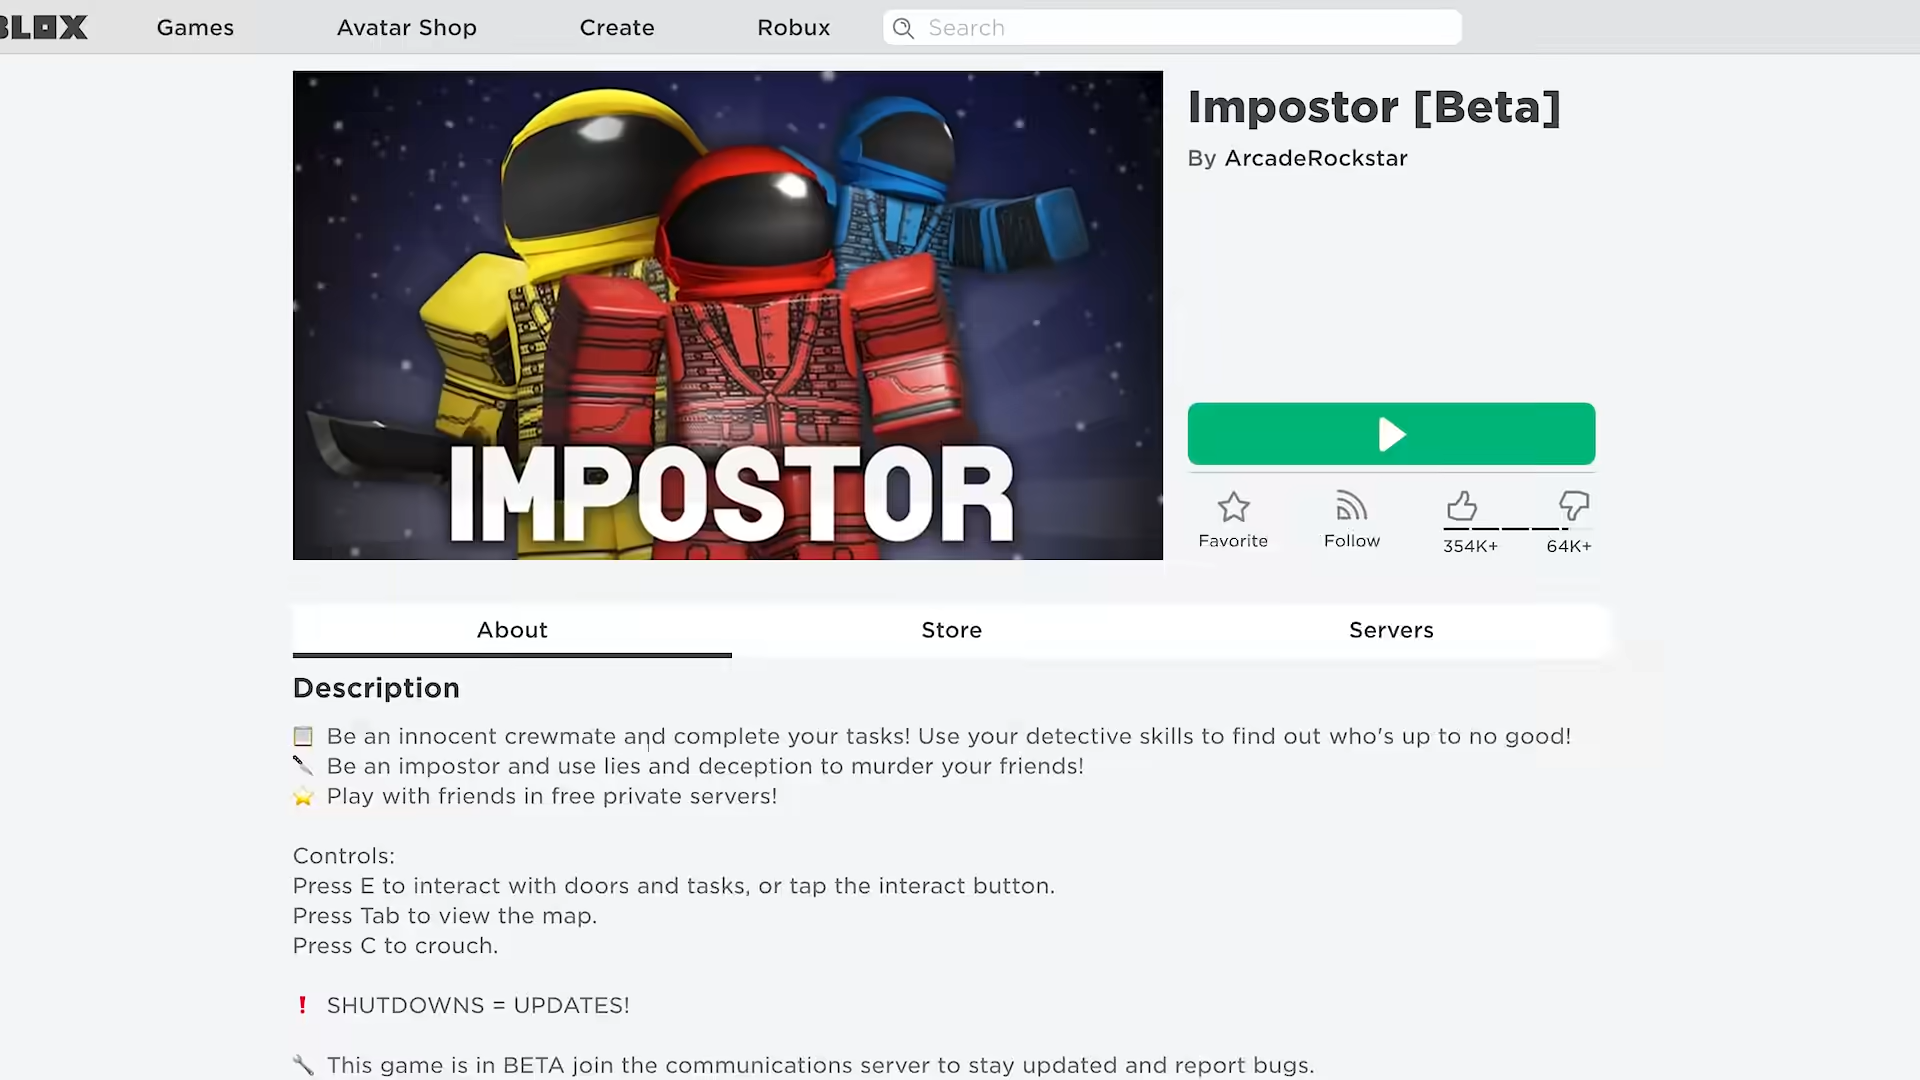 BLOX
Games
Avatar Shop
Create
Robux
Search
IMPOSTOR
Impostor [Beta]
By ArcadeRockstar
Favorite
Follow
354K+
64K+
About
Store
Servers
Description
Be an innocent crewmate and complete your tasks! Use your detective skills to find out who's up to no good!
Be an impostor and use lies and deception to murder your friends!
Play with friends in free private servers!
Controls:
Press E to interact with doors and tasks, or tap the interact button.
Press Tab to view the map.
Press C to crouch.
SHUTDOWNS = UPDATES!
This game is in BETA join the communications server to stay updated and report bugs.